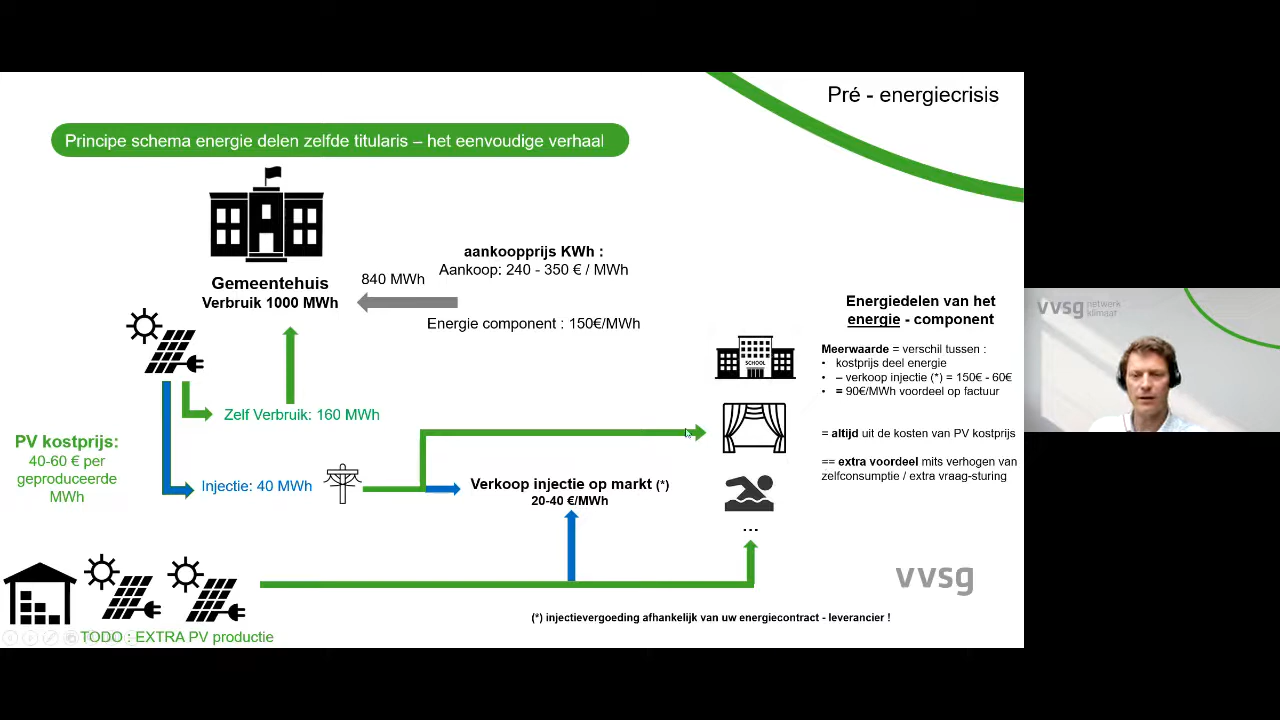 Pré - energiecrisis
Principe schema energie delen zelfde titularis – het eenvoudige verhaal
aankoopprijs KWh :
Aankoop: 240 - 350 € / MWh
840 MWh
Gemeentehuis
Verbruik 1000 MWh
Energie component : 150€/MWh
Energiedelen van het
energie - component
SCHOOL
Meerwaarde = verschil tussen :
• kostprijs deel energie
• – verkoop injectie (*) = 150€ - 60€
• = 90€/MWh voordeel op factuur
= altijd uit de kosten van PV kostprijs
== extra voordeel mits verhogen van
zelfconsumptie / extra vraag-sturing
Zelf Verbruik: 160 MWh
PV kostprijs:
40-60 € per
geproduceerde
MWh
Injectie: 40 MWh
Verkoop injectie op markt (*)
20-40 €/MWh
...
vvsg
(*) injectievergoeding afhankelijk van uw energiecontract - leverancier !
TODO : EXTRA PV productie
vvsg netwerk
klimaat